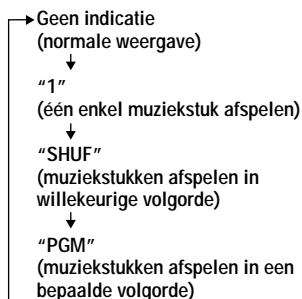 Geen indicatie
(normale weergave)
“1”
(één enkel muziekstuk afspelen)
“SHUF”
(muziekstukken afspelen in
willekeurige volgorde)
“PGM”
(muziekstukken afspelen in een
bepaalde volgorde)